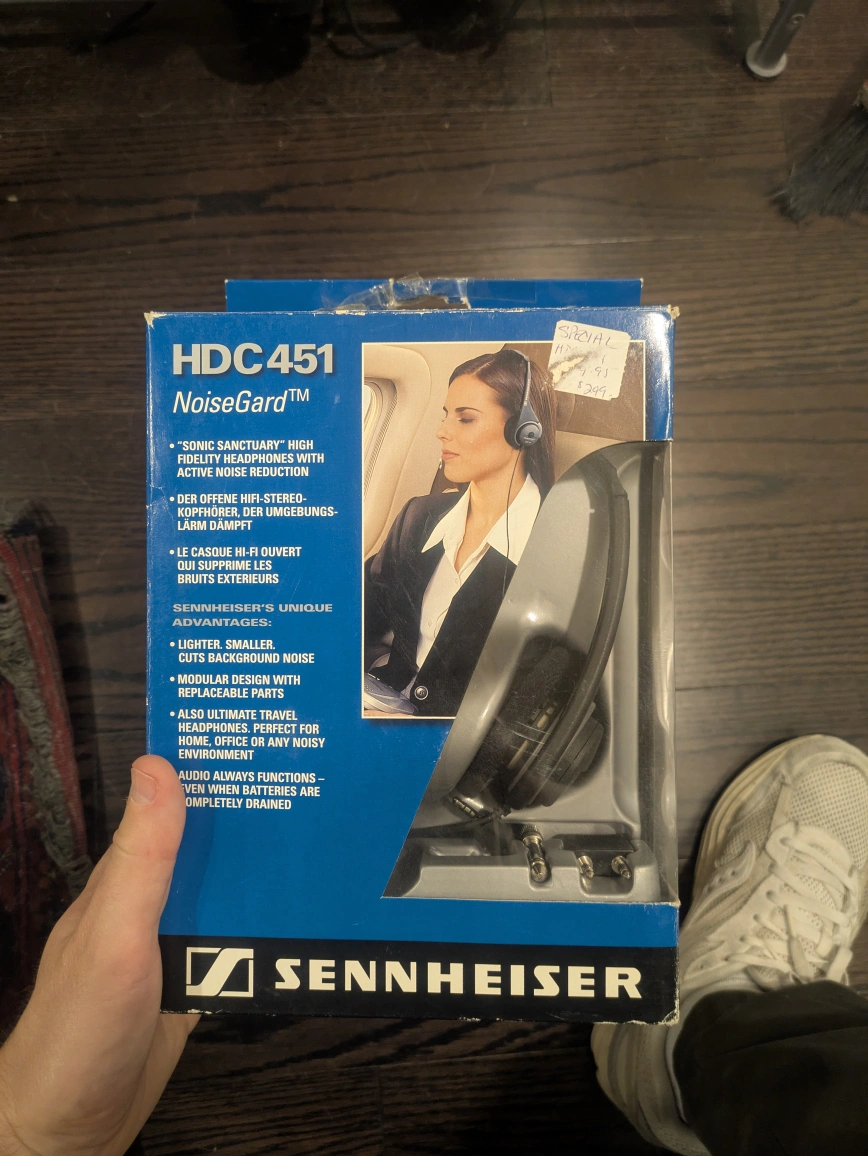 HDC 451
NoiseGard™
• "SONIC SANCTUARY" HIGH
FIDELITY HEADPHONES WITH
ACTIVE NOISE REDUCTION
• DER OFFENE HIFI-STEREO-
KOPFHÖRER, DER UMGEBUNGS-
LÄRM DÄMPFT
• LE CASQUE HI-FI OUVERT
QUI SUPPRIME LES
BRUITS EXTERIEURS
SENNHEISER'S UNIQUE
ADVANTAGES:
• LIGHTER. SMALLER.
CUTS BACKGROUND NOISE
• MODULAR DESIGN WITH
REPLACEABLE PARTS
• ALSO ULTIMATE TRAVEL
HEADPHONES. PERFECT FOR
HOME, OFFICE OR ANY NOISY
ENVIRONMENT
AUDIO ALWAYS FUNCTIONS –
EVEN WHEN BATTERIES ARE
COMPLETELY DRAINED
SPECIAL
$299.
SENNHEISER